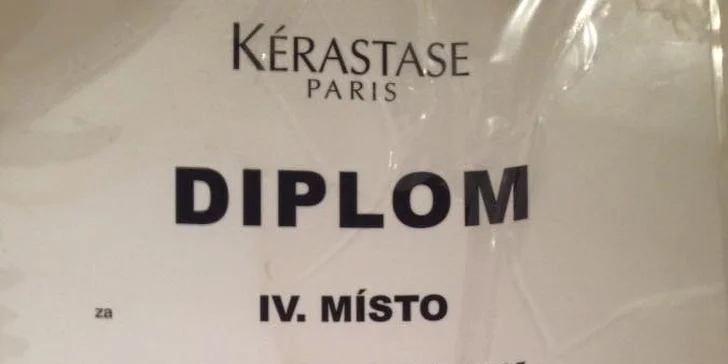 KÉRASTASE
PARIS
DIPLOM
za IV. MÍSTO